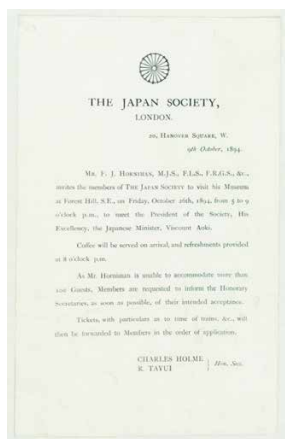 THE JAPAN SOCIETY,
LONDON.
20, HANOVER SQUARE, W.
9th October, 1894.
MR. F. J. HORNIMAN, M.J.S., F.L.S., F.R.G.S., &c.,
invites the members of THE JAPAN SOCIETY to visit his Museum
at Forest Hill, S.E., on Friday, October 26th, 1894, from 5 to 9
o'clock p.m., to meet the President of the Society, His
Excellency, the Japanese Minister, Viscount Aoki.
Coffee will be served on arrival, and refreshments provided
at 8 o'clock p.m.
As Mr. Horniman is unable to accomodate more than
Guests, Members are requested to inform the Honorary
Secretaries, as soon as possible, of their intended acceptance.
Tickets, with particulars as to time of trains, &c., will
then be forwarded to Members in the order of application.
CHARLES HOLME
R. TAYUI
Hon. Sec.